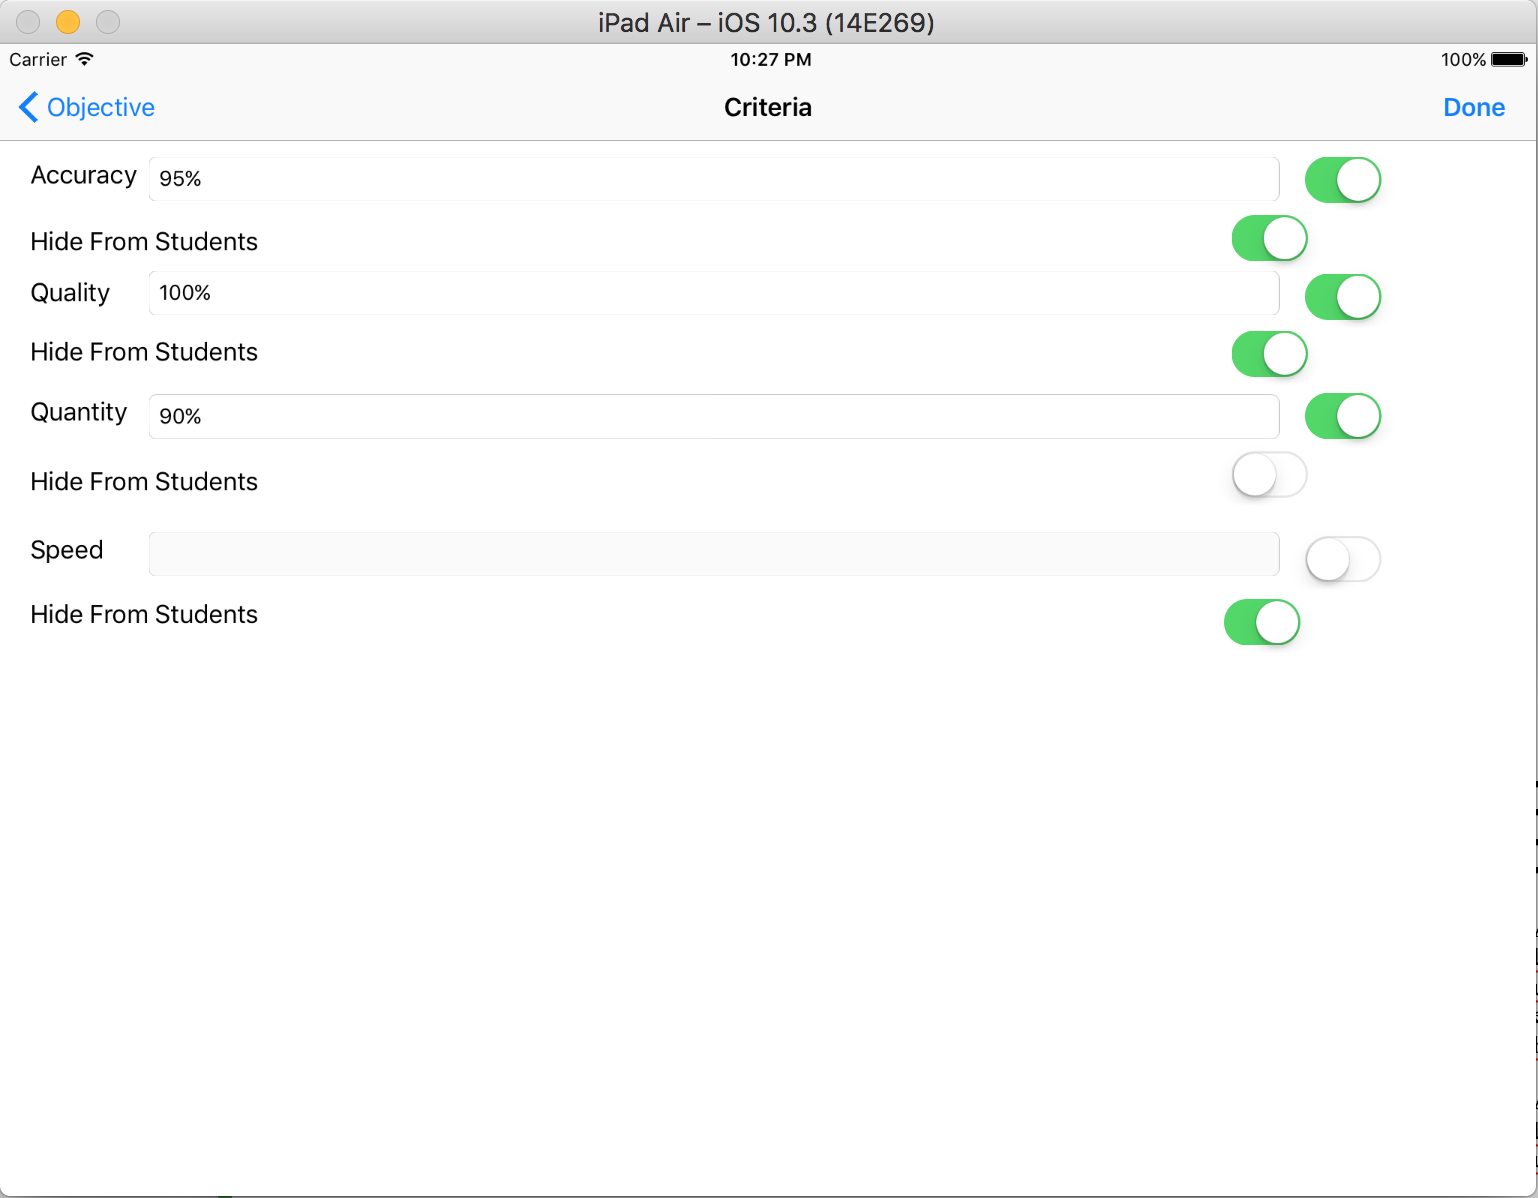 iPad Air – iOS 10.3 (14E269)
Carrier 10:27 PM 100%
Objective Criteria Done
Accuracy 95%
Hide From Students
Quality 100%
Hide From Students
Quantity 90%
Hide From Students
Speed
Hide From Students